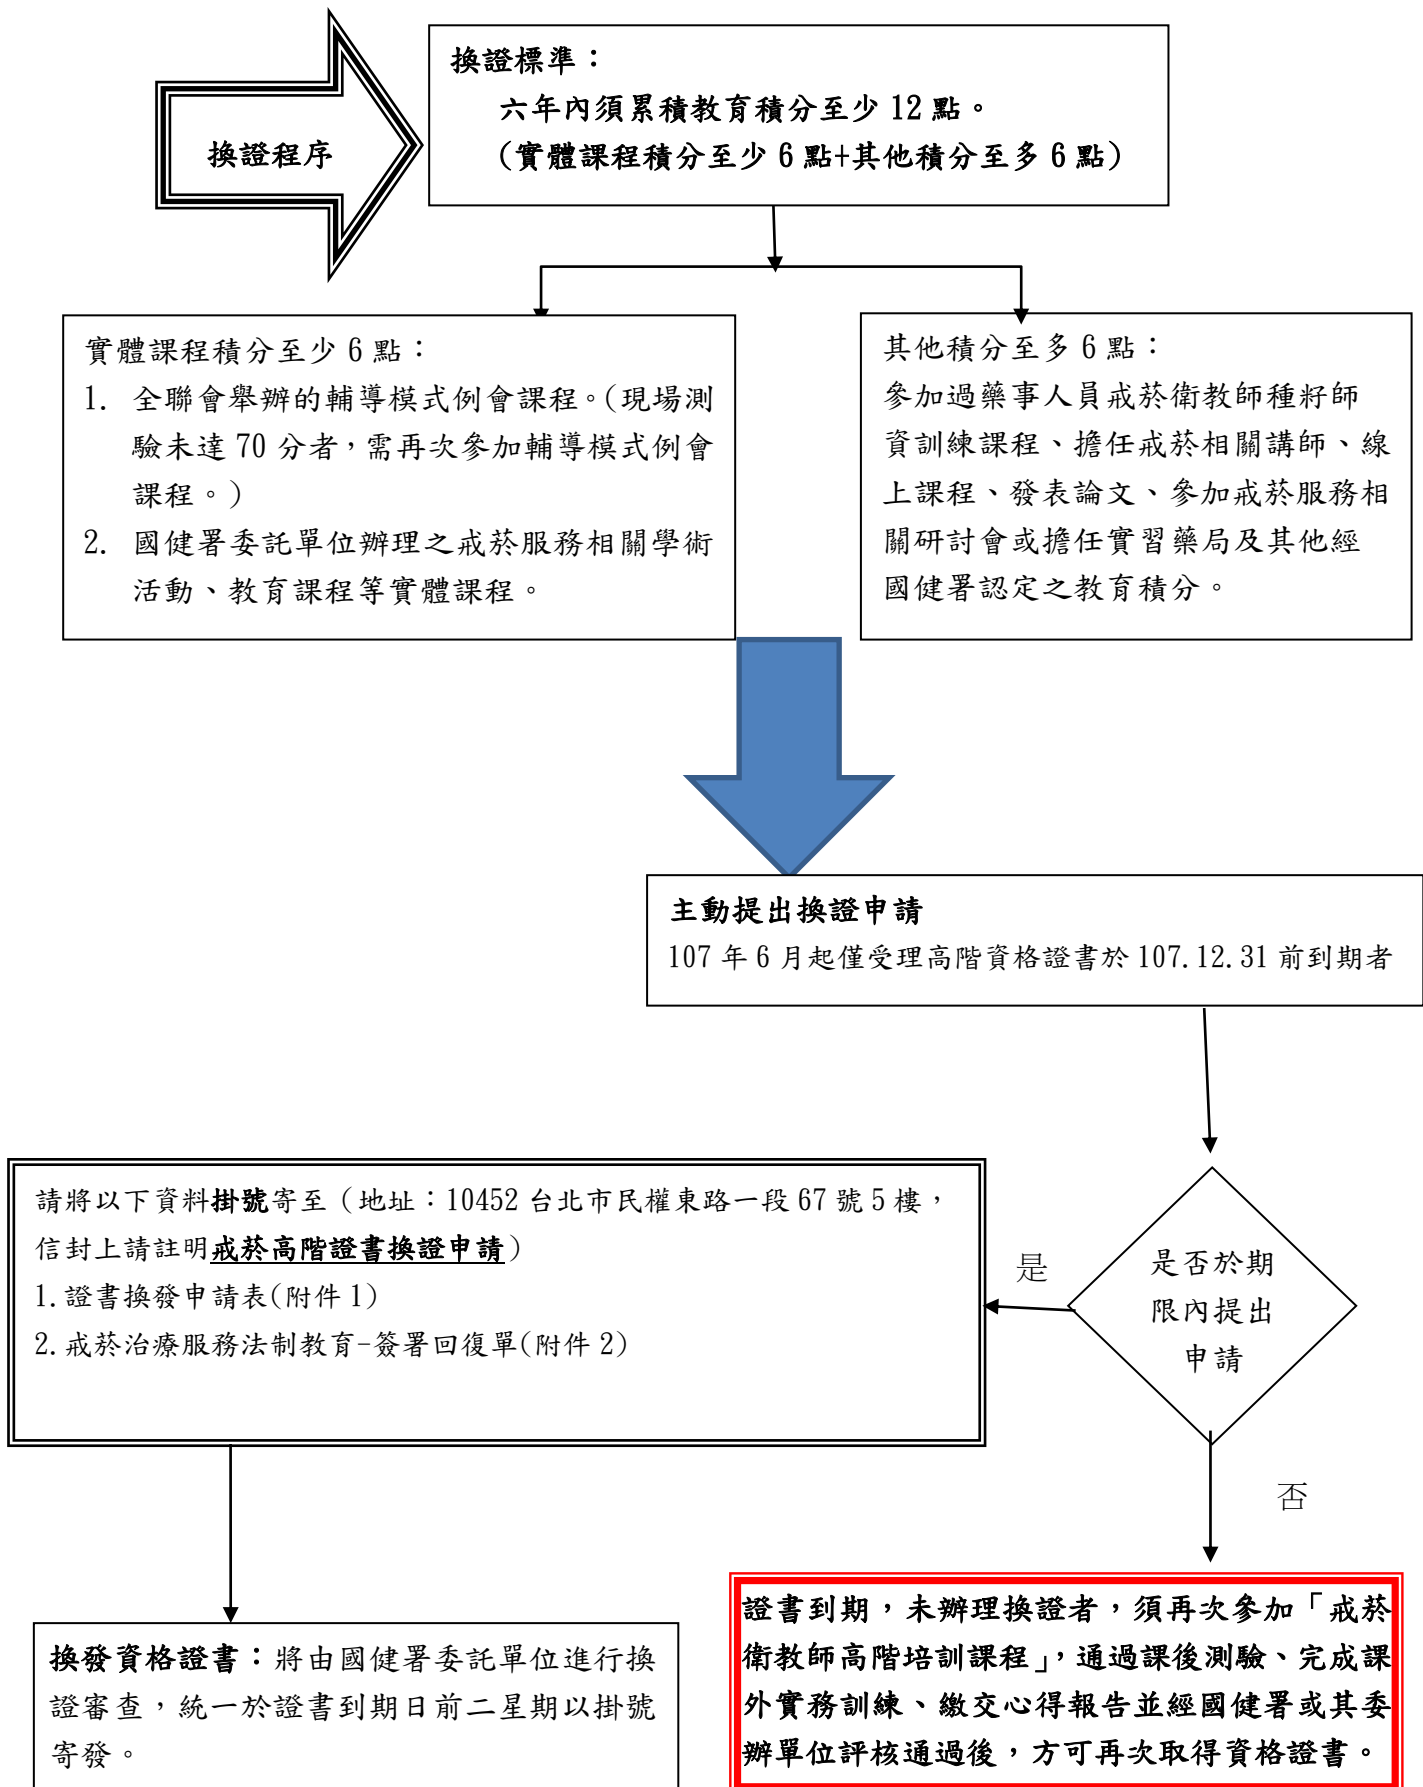 換證程序
換證標準：
六年內須累積教育積分至少 12 點。
(實體課程積分至少 6 點+其他積分至多 6 點)
實體課程積分至少 6 點：
1. 全聯會舉辦的輔導模式例會課程。(現場測
驗未達 70 分者，需再次參加輔導模式例會
課程。)
2. 國健署委託單位辦理之戒菸服務相關學術
活動、教育課程等實體課程。
其他積分至多 6 點：
參加過藥事人員戒菸衛教師種籽師
資訓練課程、擔任戒菸相關講師、線
上課程、發表論文、參加戒菸服務相
關研討會或擔任實習藥局及其他經
國健署認定之教育積分。
主動提出換證申請
107 年 6 月起僅受理高階資格證書於 107.12.31 前到期者
是否於期
限內提出
申請
是
請將以下資料掛號寄至（地址：10452 台北市民權東路一段 67 號 5 樓，
信封上請註明戒菸高階證書換證申請）
1.證書換發申請表(附件 1)
2.戒菸治療服務法制教育-簽署回復單(附件 2)
否
換發資格證書：將由國健署委託單位進行換
證審查，統一於證書到期日前二星期以掛號
寄發。
證書到期，未辦理換證者，須再次參加「戒菸
衛教師高階培訓課程」，通過課後測驗、完成課
外實務訓練、繳交心得報告並經國健署或其委
辦單位評核通過後，方可再次取得資格證書。